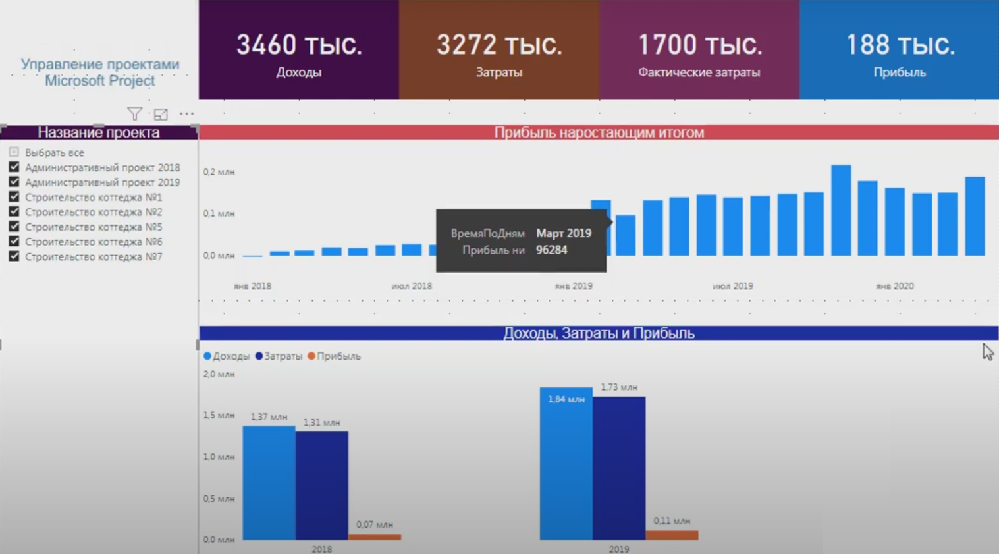 Управление проектами
Microsoft Project
3460 тыс.
Доходы
3272 тыс.
Затраты
1700 тыс.
Фактические затраты
188 тыс.
Прибыль
Название проекта
Выбрать все
Административный проект 2018
Административный проект 2019
Строительство коттеджа №1
Строительство коттеджа №2
Строительство коттеджа №5
Строительство коттеджа №6
Строительство коттеджа №7
Прибыль наростающим итогом
0,2 млн
0,1 млн
0,0 млн
ВремяПоДням Март 2019
Прибыль ни 96284
янв 2018 июл 2018 янв 2019 июл 2019 янв 2020
Доходы, Затраты и Прибыль
Доходы Затраты Прибыль
2,0 млн
1,5 млн
1,0 млн
0,5 млн
0,0 млн
1,37 млн
1,31 млн
0,07 млн
1,84 млн
1,73 млн
0,11 млн
2018 2019